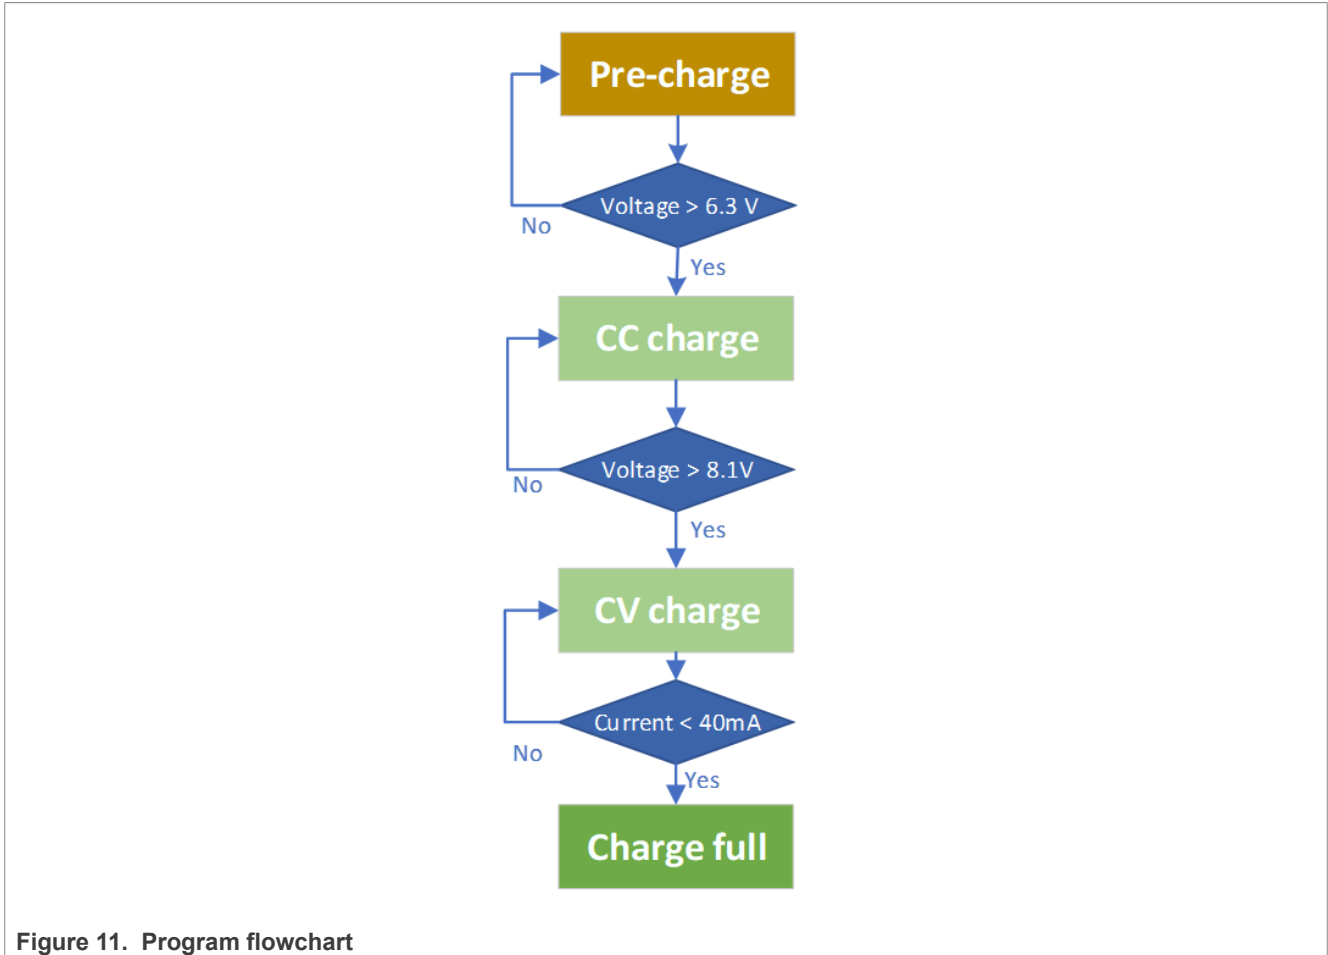 Pre-charge
Voltage > 6.3 V
No
Yes
CC charge
Voltage > 8.1V
No
Yes
CV charge
Current < 40mA
No
Yes
Charge full
Figure 11. Program flowchart